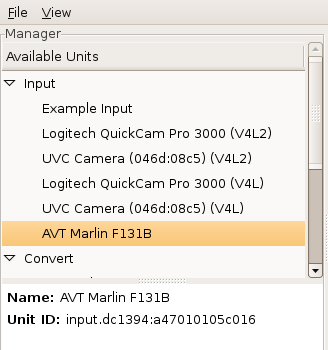 File View
Manager
Available Units
Input
Example Input
Logitech QuickCam Pro 3000 (V4L2)
UVC Camera (046d:08c5) (V4L2)
Logitech QuickCam Pro 3000 (V4L)
UVC Camera (046d:08c5) (V4L)
AVT Marlin F131B
Convert
Name: AVT Marlin F131B
Unit ID: input.dc1394:a47010105c016